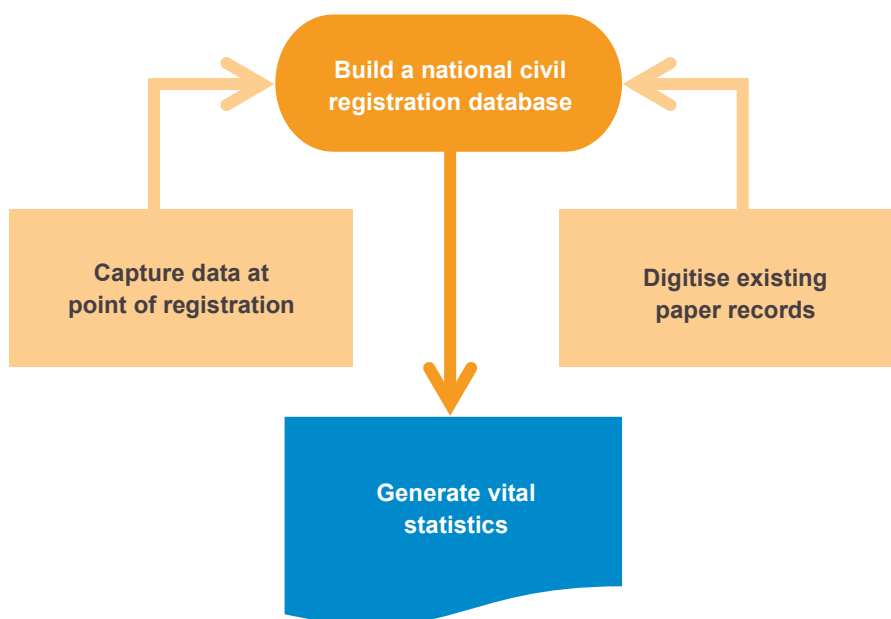 Build a national civil
registration database
Capture data at
point of registration
Digitise existing
paper records
Generate vital
statistics